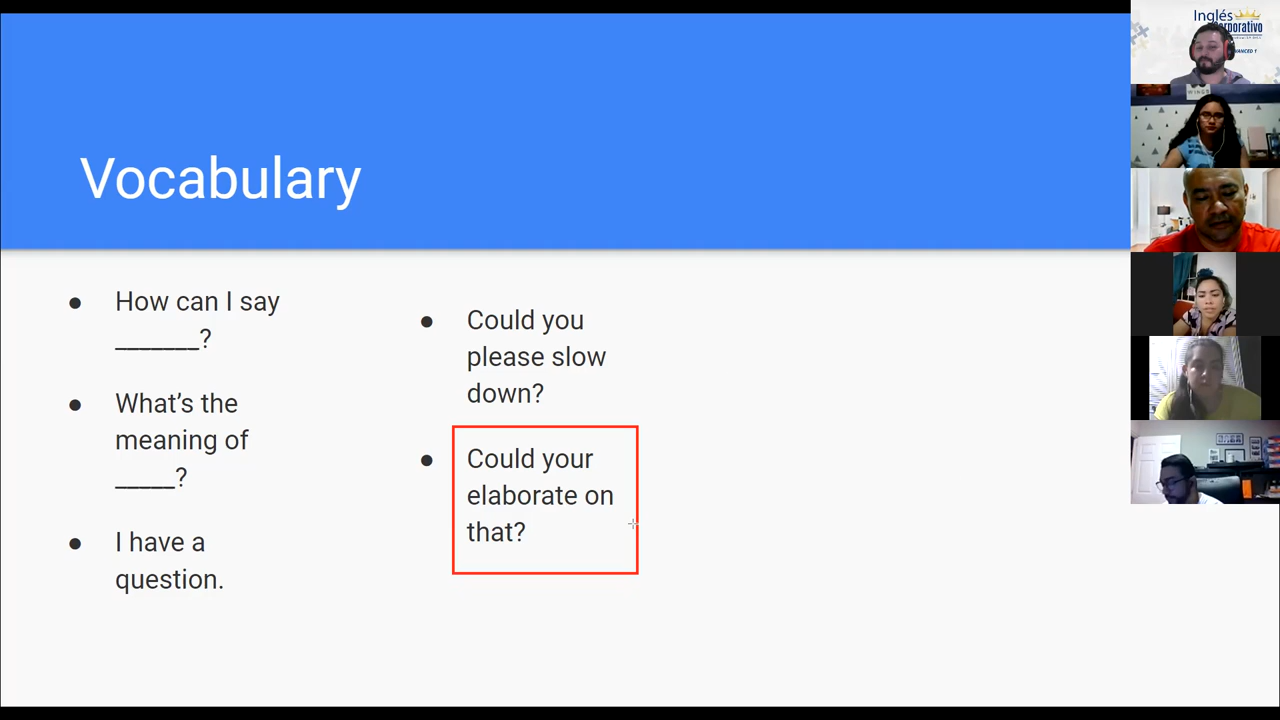 Vocabulary
How can I say
_______?
What's the
meaning of
_____?
I have a
question.
Could you
please slow
down?
Could your
elaborate on
that?
Inglés
Corporativo
WINGS